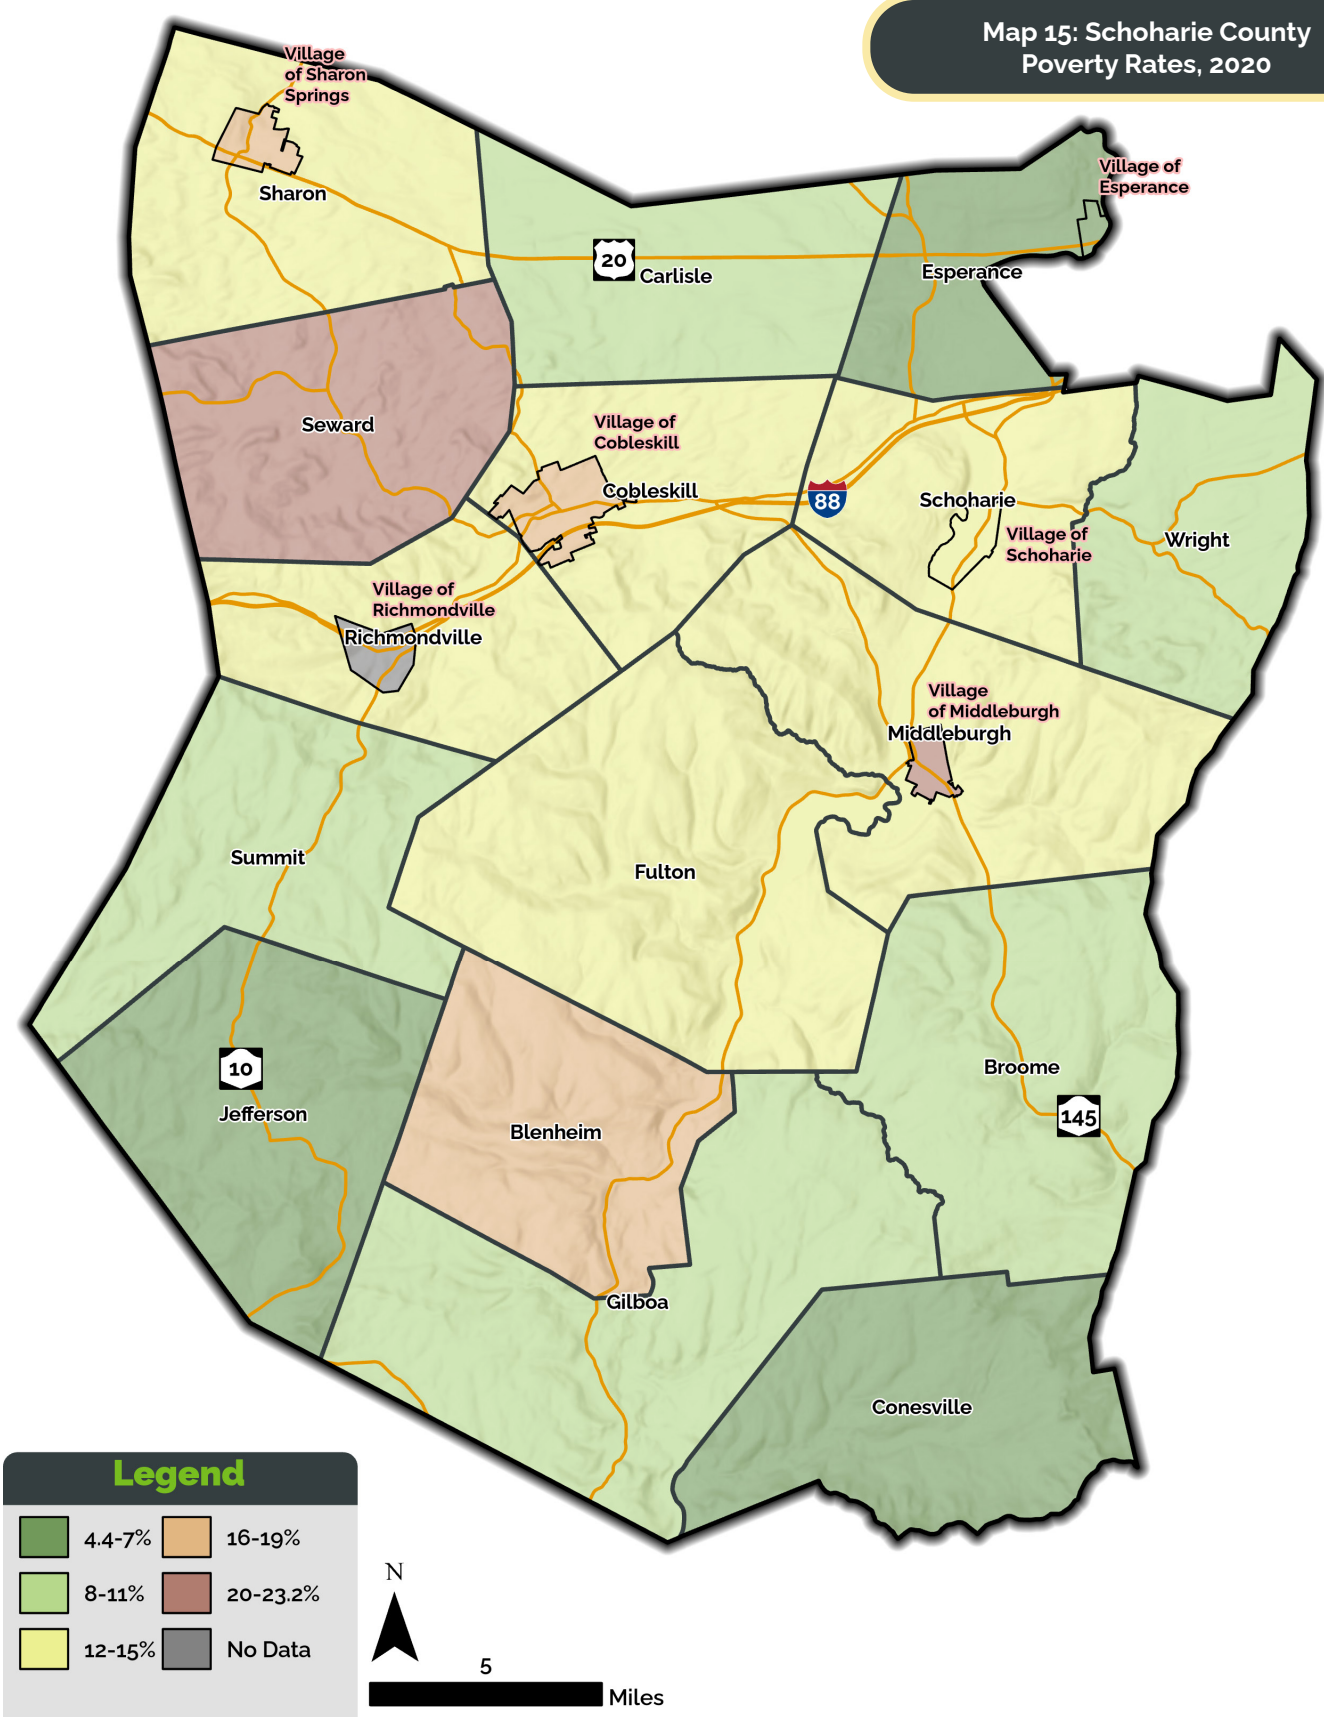 Map 15: Schoharie County
Poverty Rates, 2020
Village
of Sharon
Springs
Sharon
Village of
Esperance
20
Carlisle
Esperance
Seward
Village of
Cobleskill
Cobleskill
88
Schoharie
Village of
Schoharie
Wright
Village of
Richmondville
Richmondville
Village
of Middleburgh
Middleburgh
Summit
Fulton
10
Jefferson
Broome
145
Blenheim
Gilboa
Conesville
Legend
4.4-7%
16-19%
8-11%
20-23.2%
12-15%
No Data
N
5
Miles